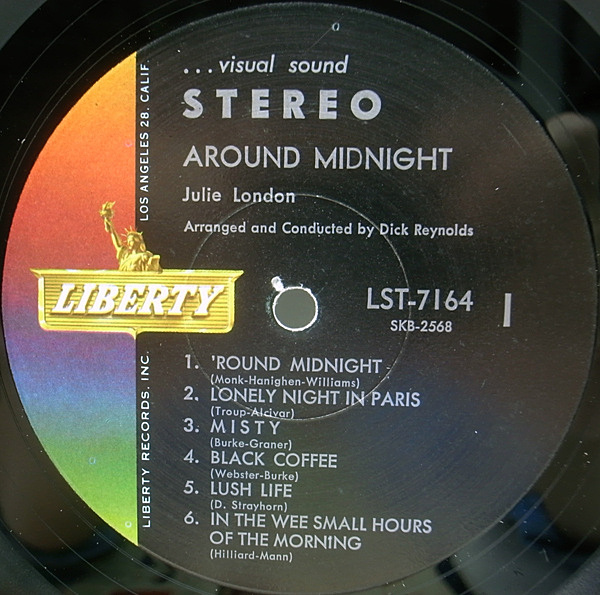 ...visual sound
STEREO
AROUND MIDNIGHT
Julie London
Arranged and Conducted by Dick Reynolds
LOS ANGELES 28, CALIF.
LIBERTY
LST-7164 I
SKB-2568
LIBERTY RECORDS, INC.
1. 'ROUND MIDNIGHT
(Monk-Hanighen-Williams)
2. LONELY NIGHT IN PARIS
(Troup-Alcivar)
3. MISTY
(Burke-Graner)
4. BLACK COFFEE
(Webster-Burke)
5. LUSH LIFE
(D. Strayhorn)
6. IN THE WEE SMALL HOURS
OF THE MORNING
(Hilliard-Mann)